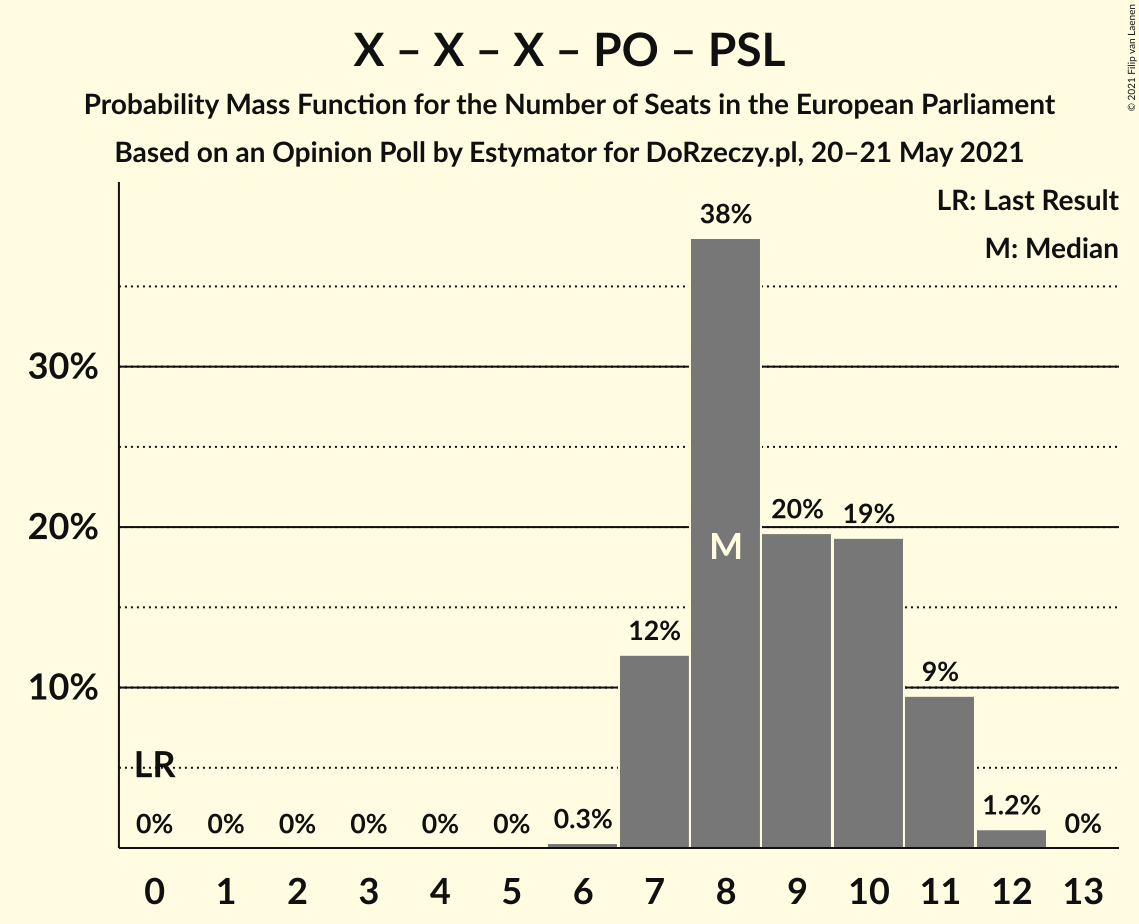 X – X – X – PO – PSL
Probability Mass Function for the Number of Seats in the European Parliament
Based on an Opinion Poll by Estymator for DoRzeczy.pl, 20–21 May 2021
© 2021 Filip van Laenen
LR: Last Result
M: Median
38%
30%
20%
20% 19%
M
12%
10%
9%
LR
0% 0% 0% 0% 0% 0% 0.3% 1.2% 0%
0 1 2 3 4 5 6 7 8 9 10 11 12 13